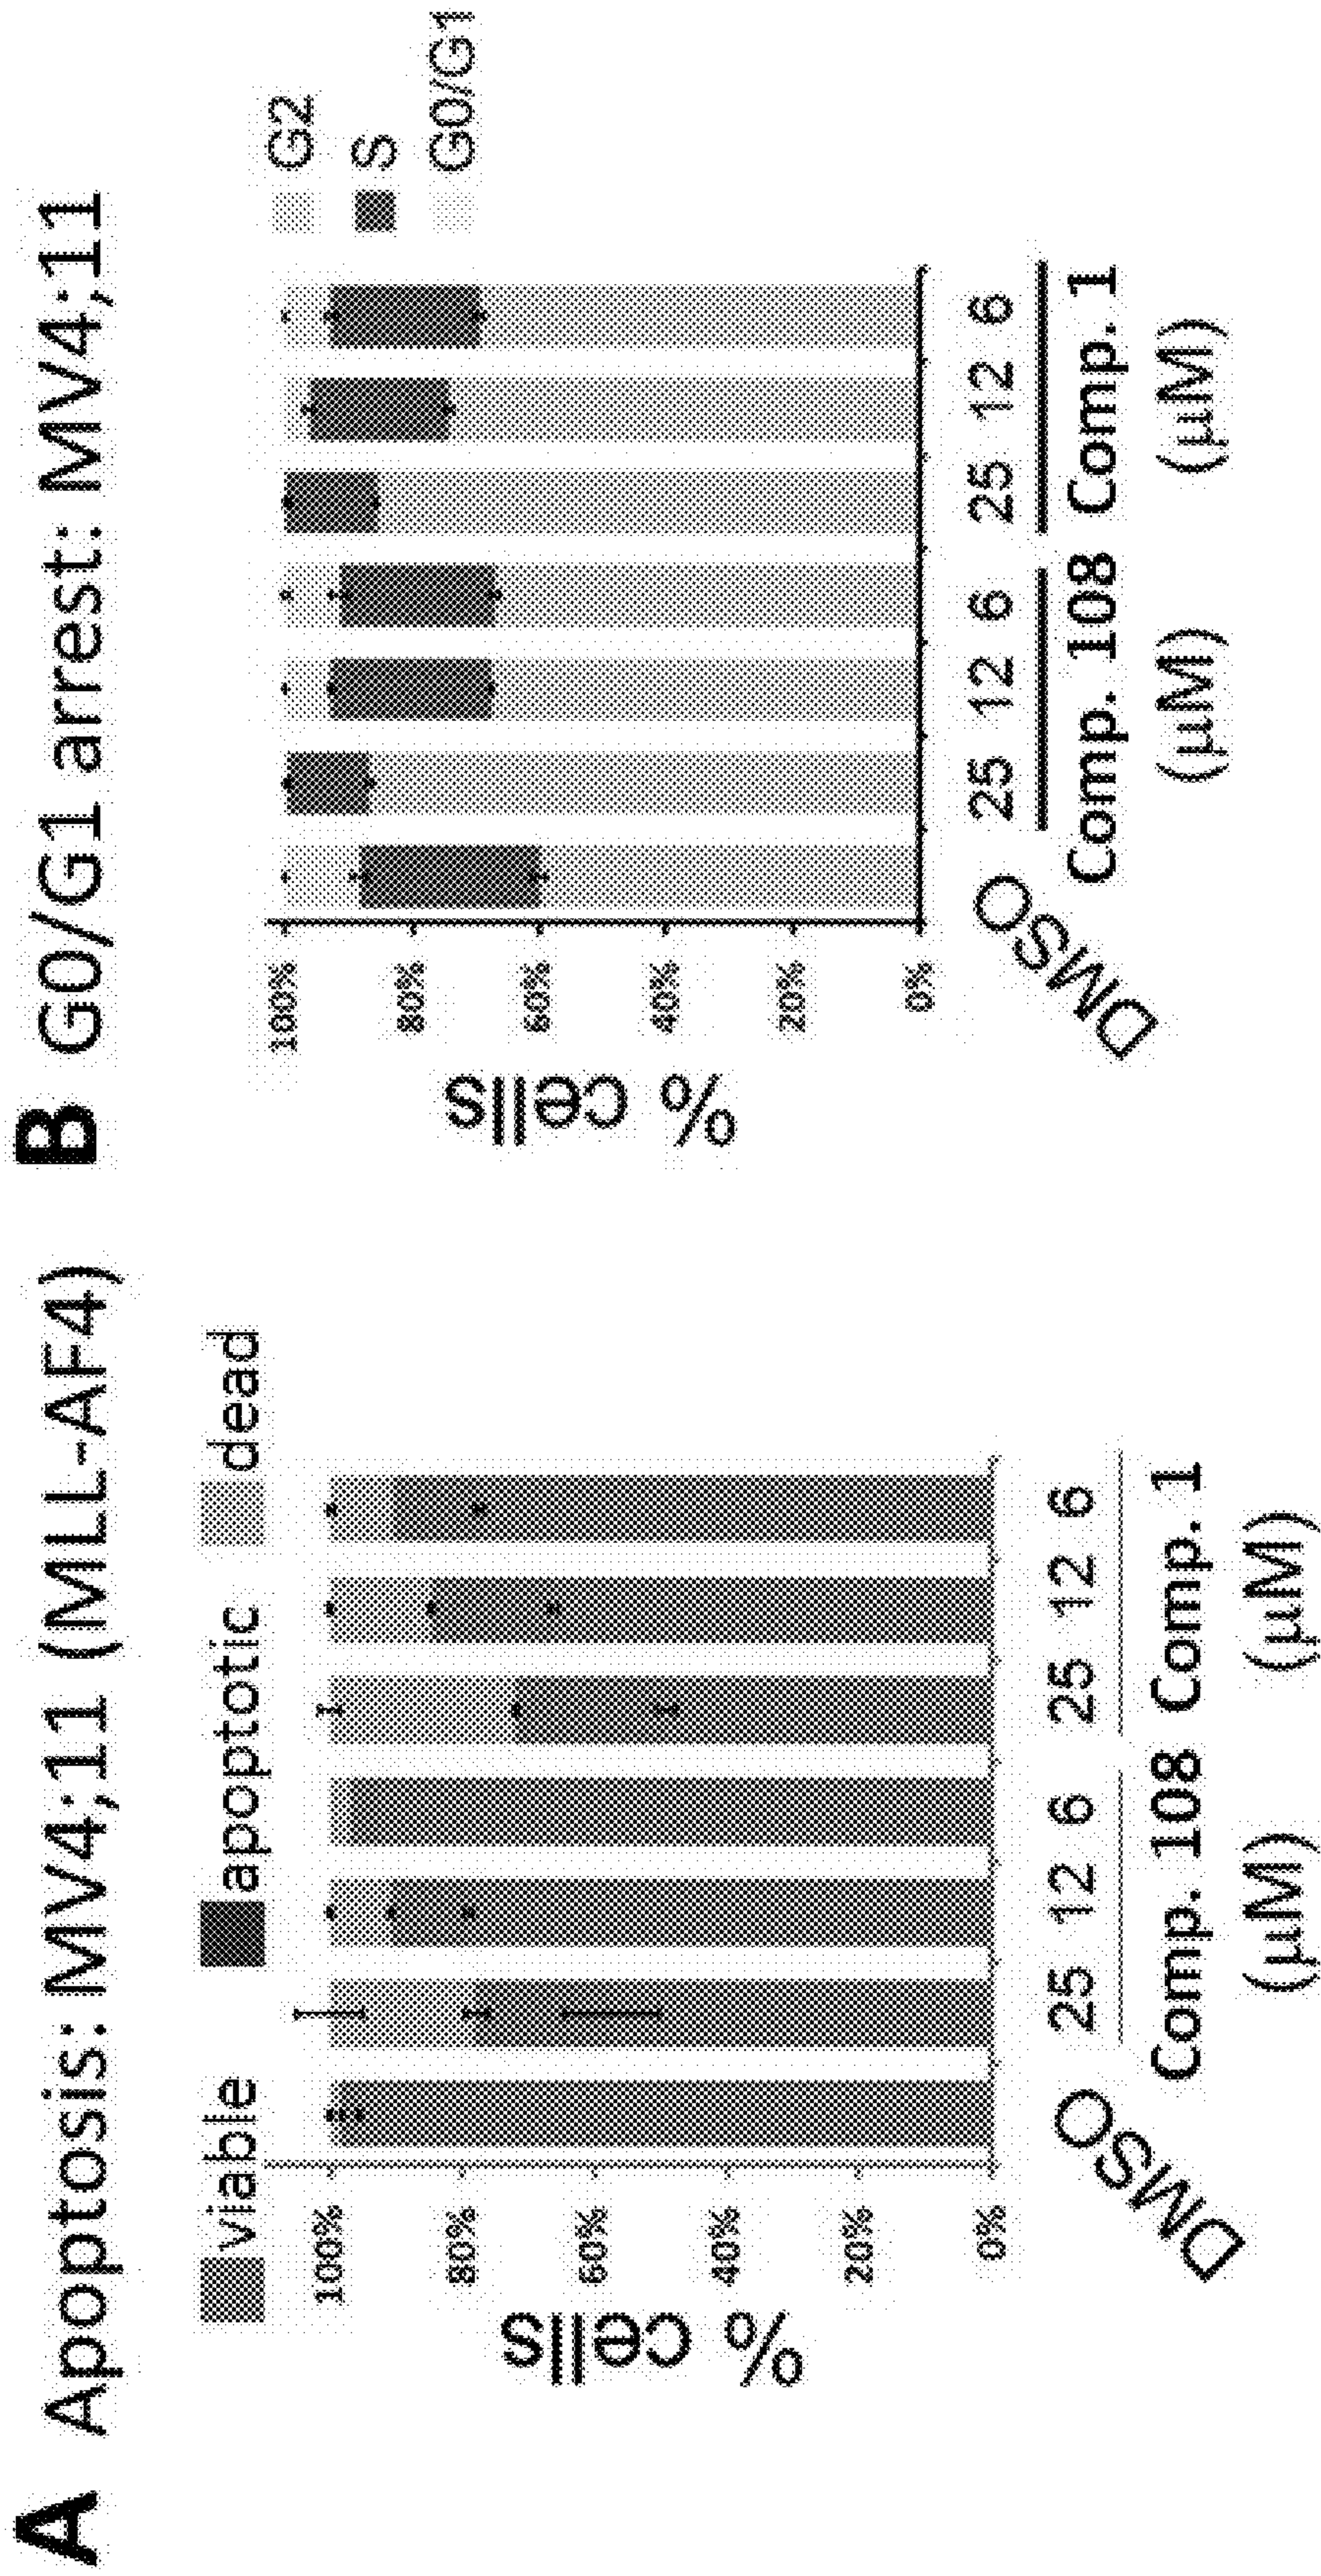 A Apoptosis: MV4;11 (MLL-AF4)
viable apoptotic dead
% cells
100%
80%
60%
40%
20%
0%
DMSO
25 12 6 25 12 6
Comp. 108 Comp. 1
(µM) (µM)
B G0/G1 arrest: MV4;11
G2
S
G0/G1
% cells
100%
80%
60%
40%
20%
0%
DMSO
25 12 6 25 12 6
Comp. 108 Comp. 1
(µM) (µM)